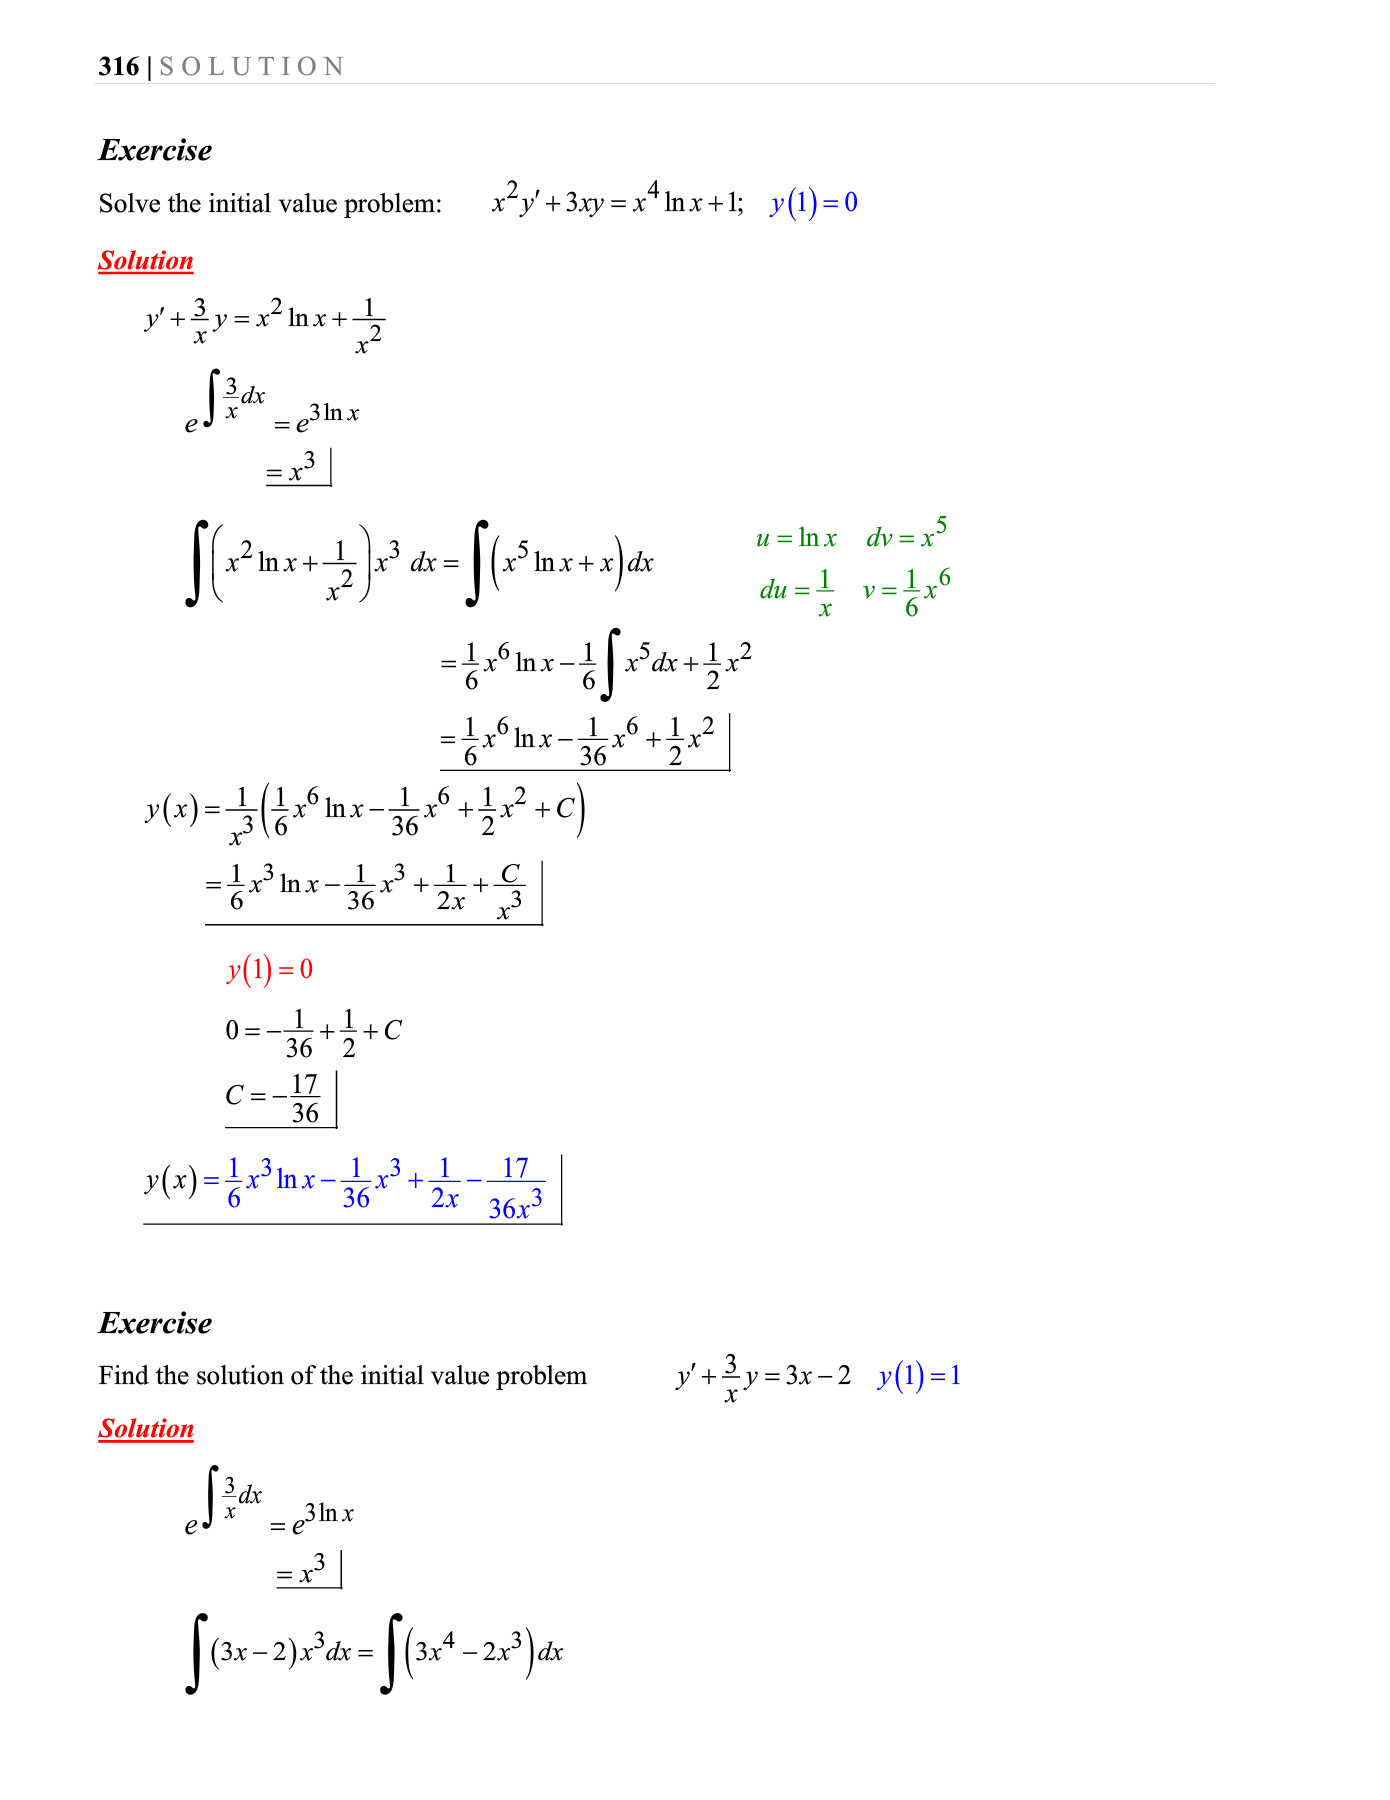 316 | S O L U T I O N
Exercise
Solve the initial value problem: $x^2 y' + 3xy = x^4 \ln x + 1; \quad y(1) = 0$
Solution
$y' + \frac{3}{x} y = x^2 \ln x + \frac{1}{x^2}$
$e^{\int \frac{3}{x} dx} = e^{3 \ln x}$
$= x^3$
$\int \left( x^2 \ln x + \frac{1}{x^2} \right) x^3 \, dx = \int \left( x^5 \ln x + x \right) dx \quad u = \ln x \quad dv = x^5$
$du = \frac{1}{x} \quad v = \frac{1}{6} x^6$
$= \frac{1}{6} x^6 \ln x - \frac{1}{6} \int x^5 dx + \frac{1}{2} x^2$
$= \frac{1}{6} x^6 \ln x - \frac{1}{36} x^6 + \frac{1}{2} x^2$
$y(x) = \frac{1}{x^3} \left( \frac{1}{6} x^6 \ln x - \frac{1}{36} x^6 + \frac{1}{2} x^2 + C \right)$
$= \frac{1}{6} x^3 \ln x - \frac{1}{36} x^3 + \frac{1}{2x} + \frac{C}{x^3}$
$y(1) = 0$
$0 = -\frac{1}{36} + \frac{1}{2} + C$
$C = -\frac{17}{36}$
$y(x) = \frac{1}{6} x^3 \ln x - \frac{1}{36} x^3 + \frac{1}{2x} - \frac{17}{36x^3}$
Exercise
Find the solution of the initial value problem $y' + \frac{3}{x} y = 3x - 2 \quad y(1) = 1$
Solution
$e^{\int \frac{3}{x} dx} = e^{3 \ln x}$
$= x^3$
$\int (3x - 2) x^3 dx = \int \left( 3x^4 - 2x^3 \right) dx$